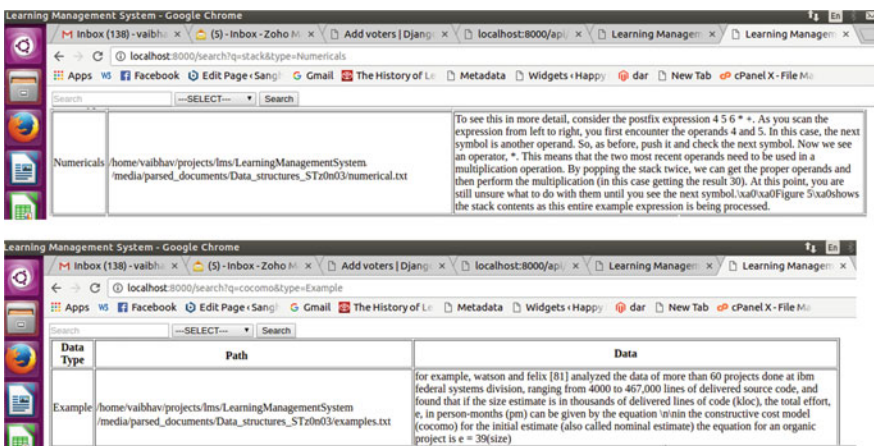 Learning Management System - Google Chrome
En
Inbox (138) - vaibha
(5) - Inbox - Zoho M
Add voters | Djang
localhost:8000/api/
Learning Managem
Learning Managem
localhost:8000/search?q=stack&type=Numericals
Apps
Facebook
Edit Page ‹ Sang
Gmail
The History of Le
Metadata
Widgets ‹ Happy
dar
New Tab
cPanel X - File Ma
Search
---SELECT---
Search
Numericals
/home/vaibhav/projects/lms/LearningManagementSystem
/media/parsed_documents/Data_structures_STz0n03/numerical.txt
To see this in more detail, consider the postfix expression 4 5 6 * +. As you scan the
expression from left to right, you first encounter the operands 4 and 5. In this case, the next
symbol is another operand. So, as before, push it and check the next symbol. Now we see
an operator, *. This means that the two most recent operands need to be used in a
multiplication operation. By popping the stack twice, we can get the proper operands and
then perform the multiplication (in this case getting the result 30). At this point, you are
still unsure what to do with them until you see the next symbol.\xa0\xa0Figure 5\xa0shows
the stack contents as this entire example expression is being processed.
Learning Management System - Google Chrome
En
Inbox (138) - vaibha
(5) - Inbox - Zoho M
Add voters | Djang
localhost:8000/api/
Learning Managem
Learning Managem
localhost:8000/search?q=cocomo&type=Example
Apps
Facebook
Edit Page ‹ Sang
Gmail
The History of Le
Metadata
Widgets ‹ Happy
dar
New Tab
cPanel X - File Ma
Search
---SELECT---
Search
Data
Type
Path
Data
Example
/home/vaibhav/projects/lms/LearningManagementSystem
/media/parsed_documents/Data_structures_STz0n03/examples.txt
for example, watson and felix [81] analyzed the data of more than 60 projects done at ibm
federal systems division, ranging from 4000 to 467,000 lines of delivered source code, and
found that if the size estimate is in thousands of delivered lines of code (kloc), the total effort,
e, in person-months (pm) can be given by the equation \n\nin the constructive cost model
(cocomo) for the initial estimate (also called nominal estimate) the equation for an organic
project is e = 39(size)